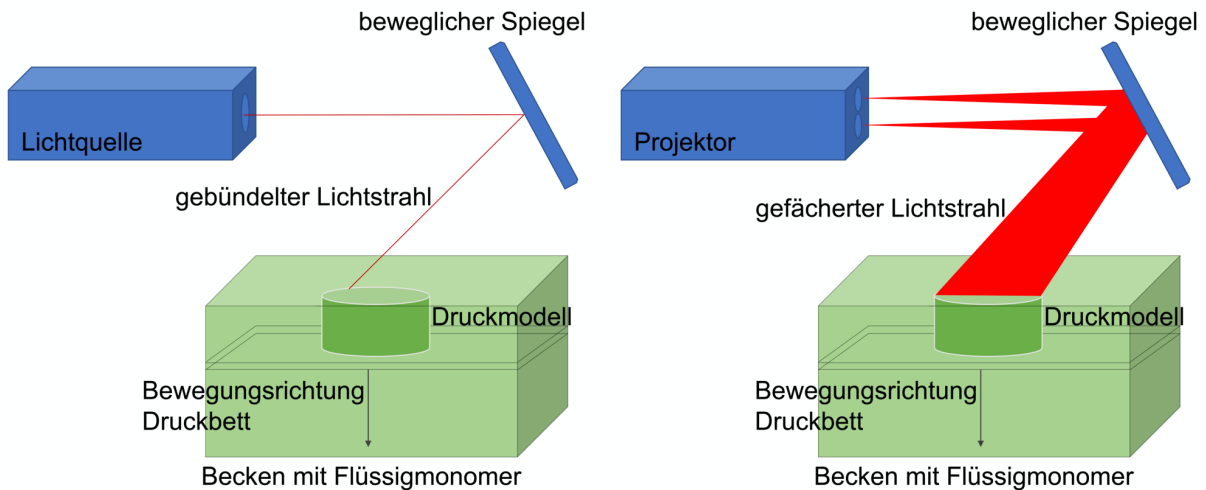 beweglicher Spiegel
Lichtquelle
gebündelter Lichtstrahl
Druckmodell
Bewegungsrichtung
Druckbett
Becken mit Flüssigmonomer
beweglicher Spiegel
Projektor
gefächerter Lichtstrahl
Druckmodell
Bewegungsrichtung
Druckbett
Becken mit Flüssigmonomer